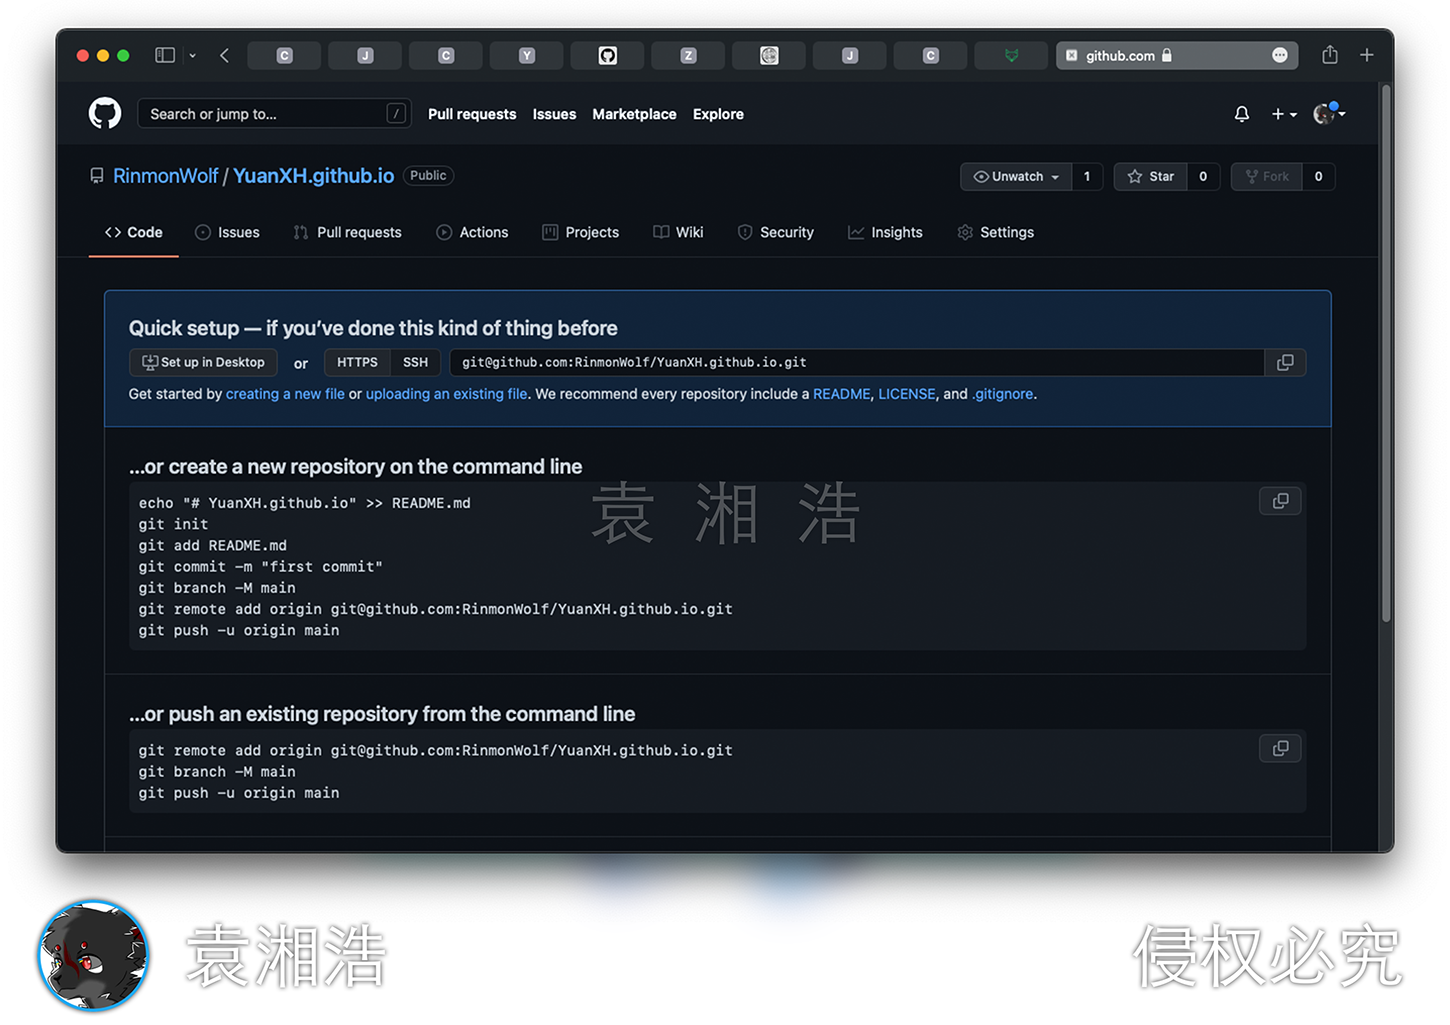 C J C Y Z J C github.com
Search or jump to... / Pull requests Issues Marketplace Explore
RinmonWolf / YuanXH.github.io Public Unwatch 1 Star 0 Fork 0
Code Issues Pull requests Actions Projects Wiki Security Insights Settings
Quick setup — if you’ve done this kind of thing before
Set up in Desktop or HTTPS SSH git@github.com:RinmonWolf/YuanXH.github.io.git
Get started by creating a new file or uploading an existing file. We recommend every repository include a README, LICENSE, and .gitignore.
…or create a new repository on the command line
echo "# YuanXH.github.io" >> README.md
袁湘浩
git init
git add README.md
git commit -m "first commit"
git branch -M main
git remote add origin git@github.com:RinmonWolf/YuanXH.github.io.git
git push -u origin main
…or push an existing repository from the command line
git remote add origin git@github.com:RinmonWolf/YuanXH.github.io.git
git branch -M main
git push -u origin main
袁湘浩 侵权必究